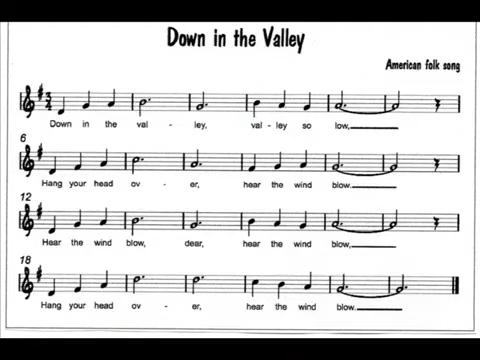 Down in the Valley
American folk song
3
4
Down in the val - ley, val - ley so low,
6
Hang your head ov - er, hear the wind blow.
12
Hear the wind blow, dear, hear the wind blow,
18
Hang your head ov - er, hear the wind blow.